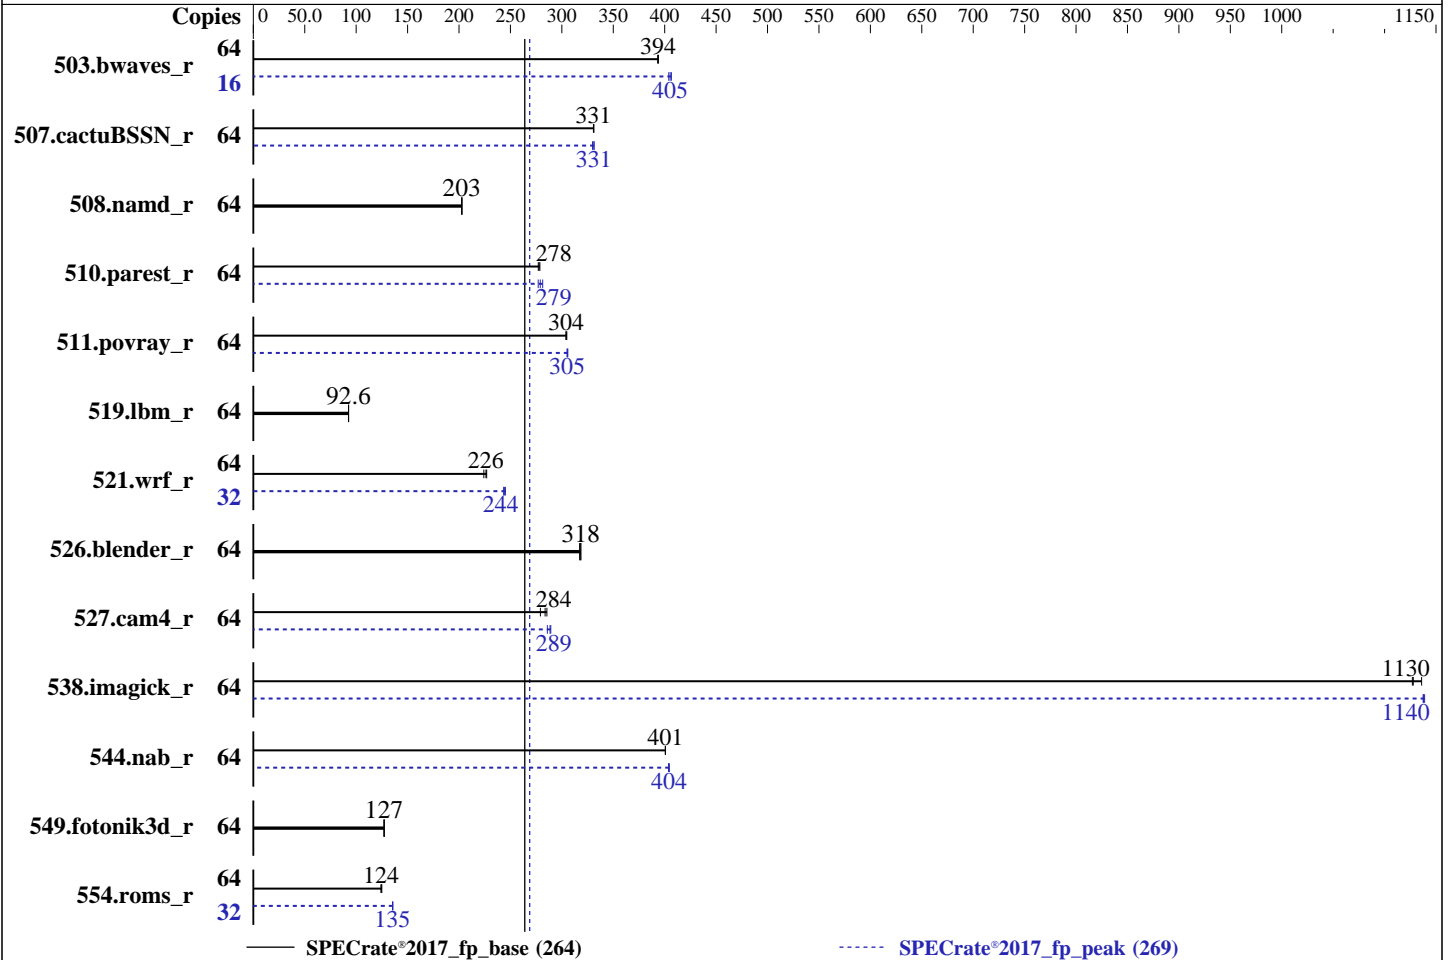 Copies 0 50.0 100 150 200 250 300 350 400 450 500 550 600 650 700 750 800 850 900 950 1000 1150
503.bwaves_r 64 394
16 405
507.cactuBSSN_r 64 331
331
508.namd_r 64 203
510.parest_r 64 278
279
511.povray_r 64 304
305
519.lbm_r 64 92.6
521.wrf_r 64 226
32 244
526.blender_r 64 318
527.cam4_r 64 284
289
538.imagick_r 64 1130
1140
544.nab_r 64 401
404
549.fotonik3d_r 64 127
554.roms_r 64 124
32 135
SPECrate®2017_fp_base (264) SPECrate®2017_fp_peak (269)